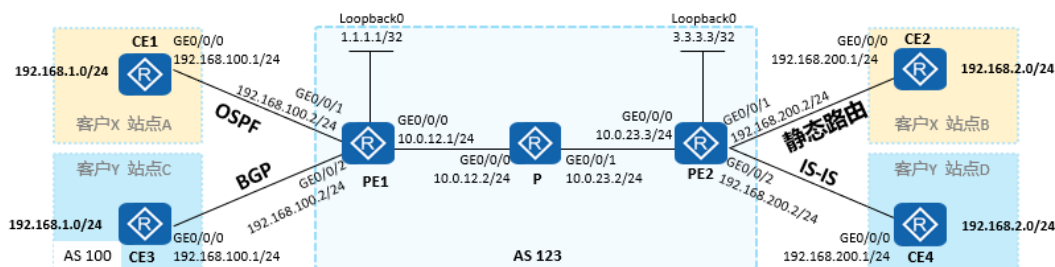 Loopback0
1.1.1.1/32
Loopback0
3.3.3.3/32
CE1
GE0/0/0
192.168.100.1/24
192.168.1.0/24
R
客户X 站点A
OSPF
GE0/0/1
192.168.100.2/24
R
PE1
GE0/0/0
10.0.12.1/24
GE0/0/0
10.0.12.2/24
R
P
GE0/0/1
10.0.23.2/24
GE0/0/0
10.0.23.3/24
R
PE2
GE0/0/1
192.168.200.2/24
静态路由
GE0/0/0
192.168.200.1/24
CE2
R
192.168.2.0/24
客户X 站点B
客户Y 站点C
BGP
GE0/0/2
192.168.100.2/24
192.168.1.0/24
R
GE0/0/0
192.168.100.1/24
AS 100
CE3
AS 123
GE0/0/2
192.168.200.2/24
IS-IS
客户Y 站点D
GE0/0/0
192.168.200.1/24
R
CE4
192.168.2.0/24